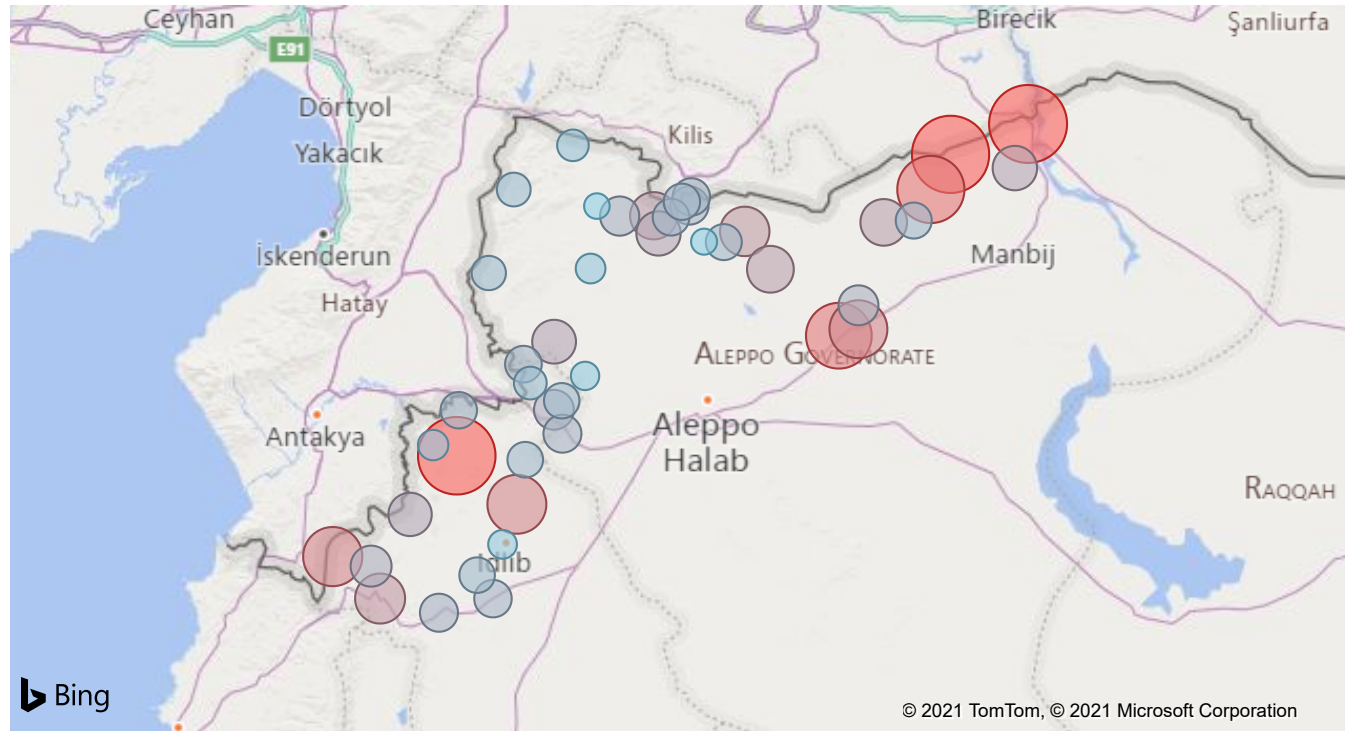 Ceyhan
Birecik
Şanliurfa
E91
Dörtyol
Kilis
Yakacık
İskenderun
Manbij
Hatay
ALEPPO GOVERNORATE
Aleppo
Halab
Antakya
RAQQAH
Idlib
Bing
© 2021 TomTom, © 2021 Microsoft Corporation